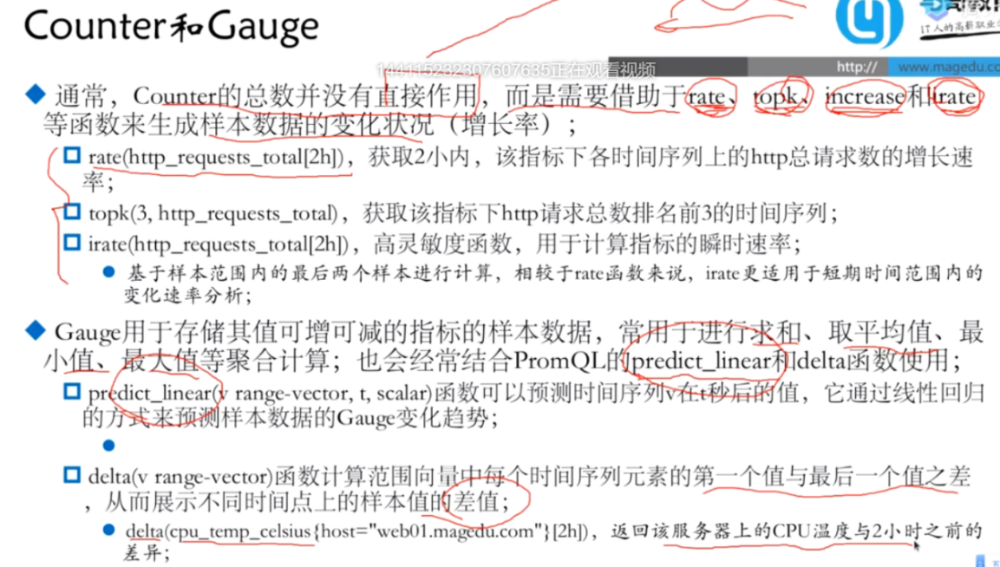 Counter和Gauge
IT人的高薪职业
http://
www.magedu.co
144115232307607635正在观看视频
通常，Counter的总数并没有直接作用，而是需要借助于rate、topk、increase和irate
等函数来生成样本数据的变化状况（增长率）；
rate(http_requests_total[2h])，获取2小内，该指标下各时间序列上的http总请求数的增长速
率；
topk(3, http_requests_total)，获取该指标下http请求总数排名前3的时间序列；
irate(http_requests_total[2h])，高灵敏度函数，用于计算指标的瞬时速率；
基于样本范围内的最后两个样本进行计算，相较于rate函数来说，irate更适用于短期时间范围内的
变化速率分析；
Gauge用于存储其值可增可减的指标的样本数据，常用于进行求和、取平均值、最
小值、最大值等聚合计算；也会经常结合PromQL的predict_linear和delta函数使用；
predict_linear(v range-vector, t, scalar)函数可以预测时间序列v在t秒后的值，它通过线性回归
的方式来预测样本数据的Gauge变化趋势；
delta(v range-vector)函数计算范围向量中每个时间序列元素的第一个值与最后一个值之差
，从而展示不同时间点上的样本值的差值；
delta(cpu_temp_celsius{host="web01.magedu.com"}[2h])，返回该服务器上的CPU温度与2小时之前的
差异；